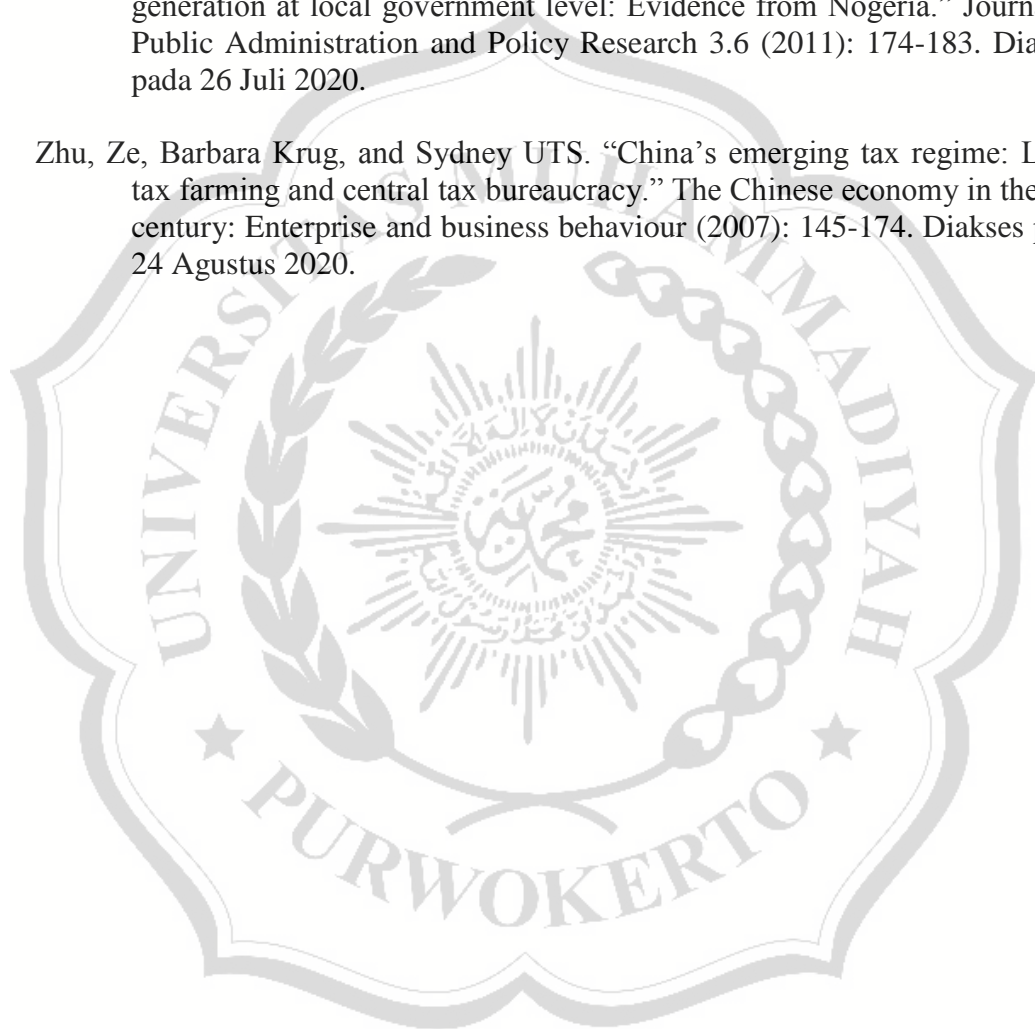 generation at local government level: Evidence from Nogeria.” Journ
Public Administration and Policy Research 3.6 (2011): 174-183. Dia
pada 26 Juli 2020.
Zhu, Ze, Barbara Krug, and Sydney UTS. “China’s emerging tax regime: L
tax farming and central tax bureaucracy.” The Chinese economy in the
century: Enterprise and business behaviour (2007): 145-174. Diakses
24 Agustus 2020.
UNIVERSITAS MUHAMMADIYAH
PURWOKERTO